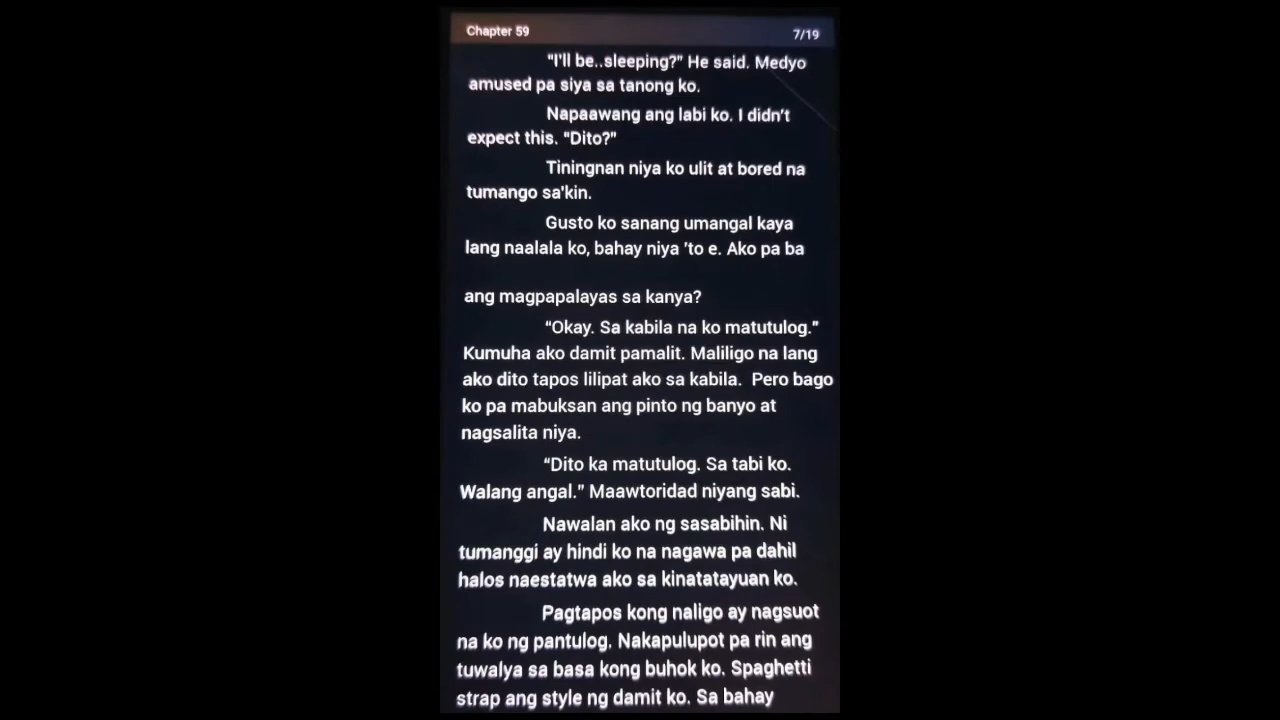 Chapter 59
7/19
"I'll be..sleeping?" He said. Medyo
amused pa siya sa tanong ko.
Napaawang ang labi ko. I didn't
expect this. "Dito?"
Tiningnan niya ko ulit at bored na
tumango sa'kin.
Gusto ko sanang umangal kaya
lang naalala ko, bahay niya 'to e. Ako pa ba
ang magpapalayas sa kanya?
“Okay. Sa kabila na ko matutulog.”
Kumuha ako damit pamalit. Maliligo na lang
ako dito tapos lilipat ako sa kabila.  Pero bago
ko pa mabuksan ang pinto ng banyo at
nagsalita niya.
“Dito ka matutulog. Sa tabi ko.
Walang angal.” Maawtoridad niyang sabi.
Nawalan ako ng sasabihin. Ni
tumanggi ay hindi ko na nagawa pa dahil
halos naestatwa ako sa kinatatayuan ko.
Pagtapos kong naligo ay nagsuot
na ko ng pantulog. Nakapulupot pa rin ang
tuwalya sa basa kong buhok ko. Spaghetti
strap ang style ng damit ko. Sa bahay